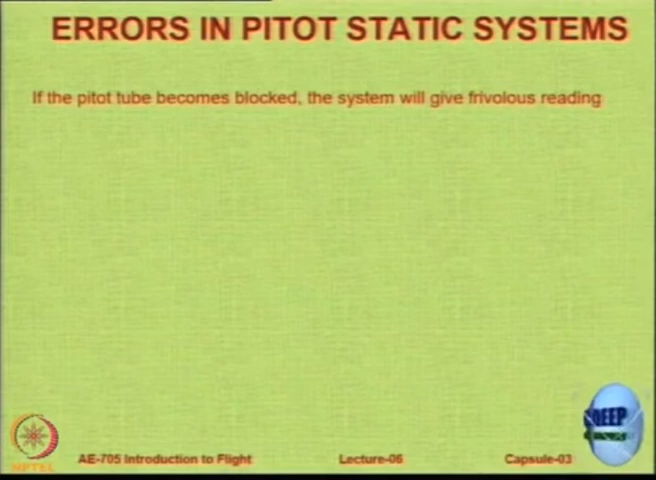 ERRORS IN PITOT STATIC SYSTEMS
If the pitot tube becomes blocked, the system will give frivolous reading
NPTEL
AE-705 Introduction to Flight
Lecture-06
Capsule-03